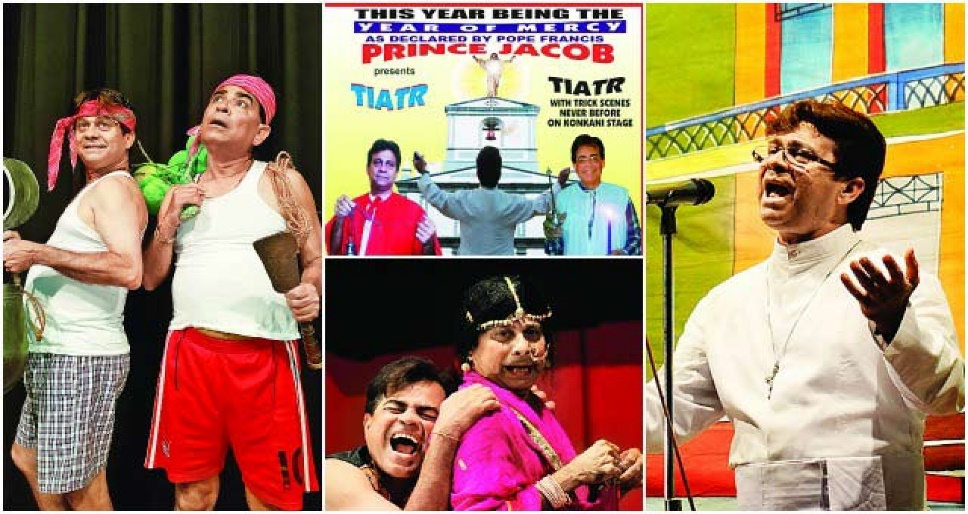 THIS YEAR BEING THE
YEAR OF MERCY
AS DECLARED BY POPE FRANCIS
PRINCE JACOB
presents
TIATR
TIATR
WITH TRICK SCENES
NEVER BEFORE
ON KONKANI STAGE